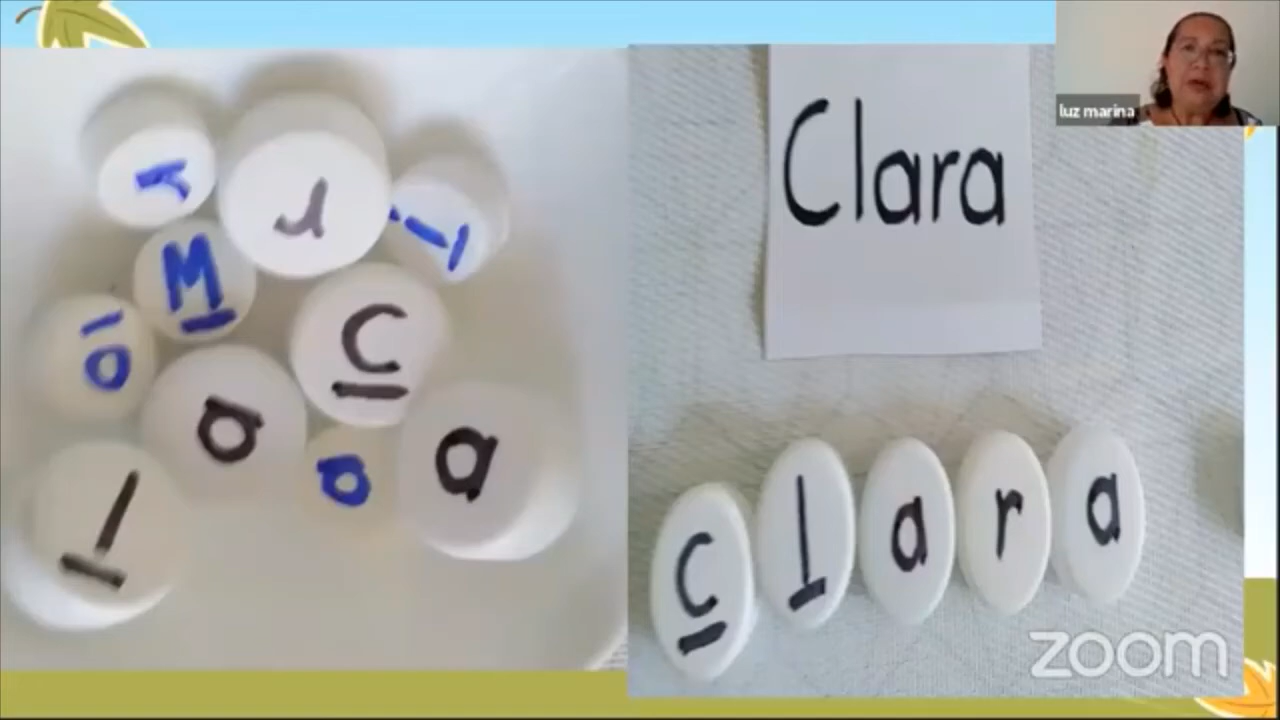 r r l
M C
o a o a
l
Clara
C l a r a
luz marina
zoom